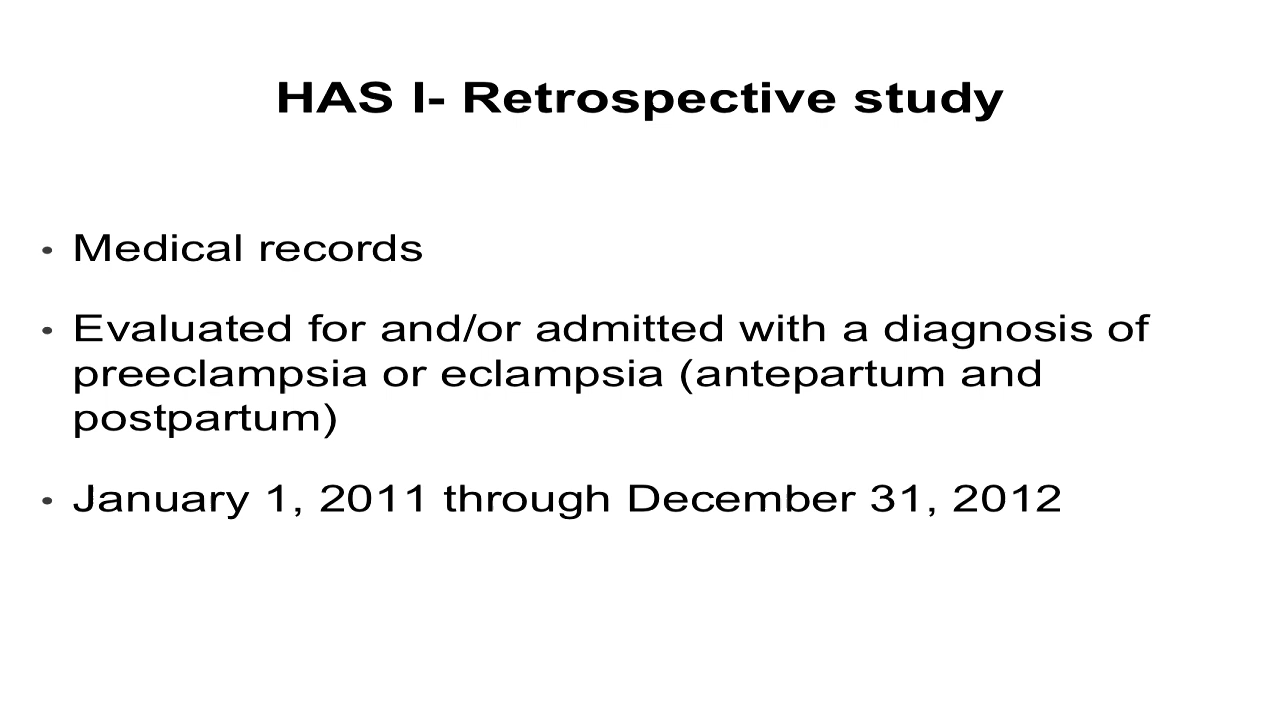 HAS I- Retrospective study
• Medical records
• Evaluated for and/or admitted with a diagnosis of
preeclampsia or eclampsia (antepartum and
postpartum)
• January 1, 2011 through December 31, 2012